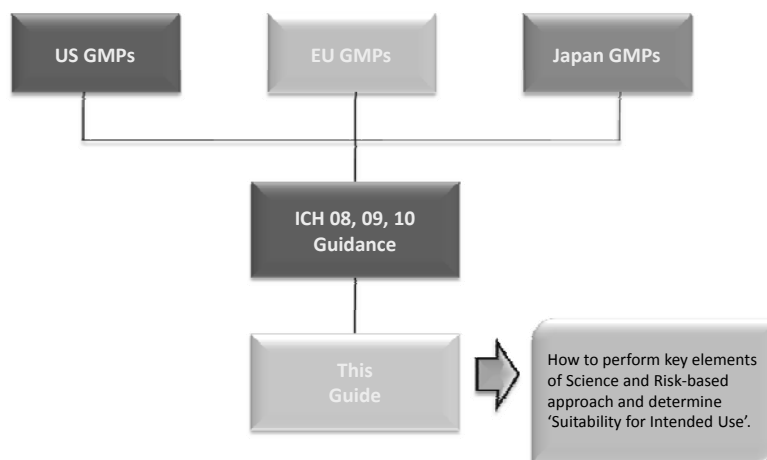 US GMPs
EU GMPs
Japan GMPs
ICH 08, 09, 10
Guidance
This
Guide
How to perform key elements
of Science and Risk-based
approach and determine
‘Suitability for Intended Use’.